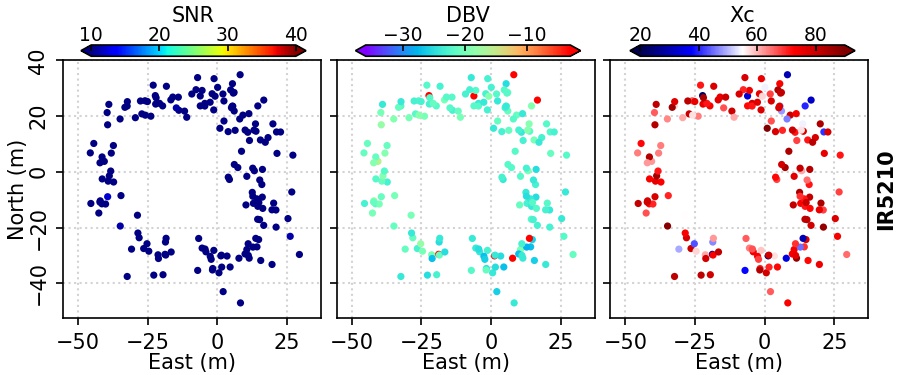 SNR DBV Xc
10 20 30 40 −30 −20 −10 20 40 60 80
40
20
0
−20
−40
North (m)
IR5210
−50 −25 0 25 −50 −25 0 25 −50 −25 0 25
East (m) East (m) East (m)